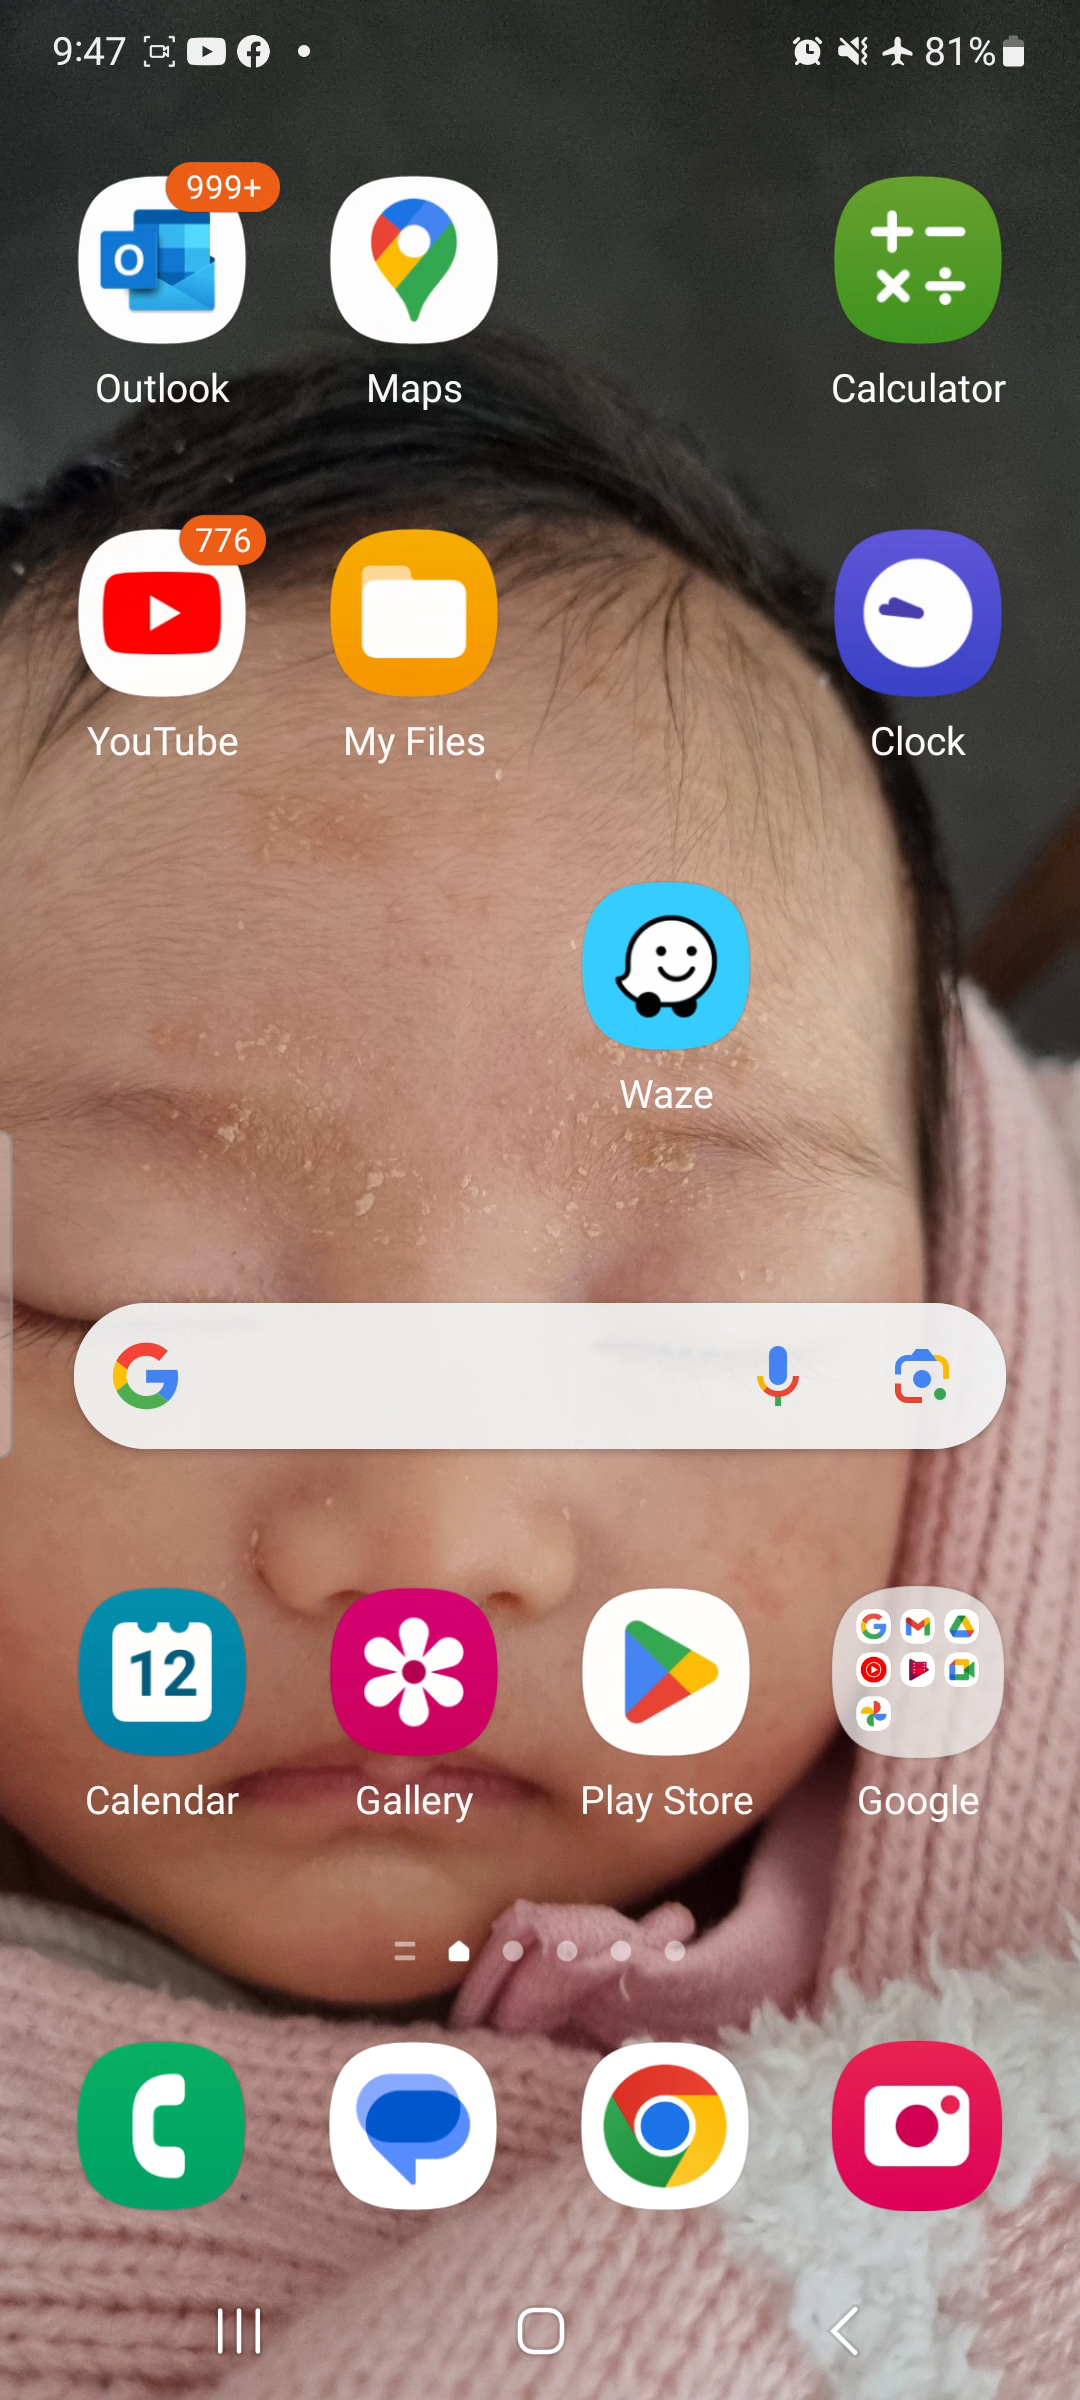 9:47 81%
999+
Outlook Maps Calculator
776
YouTube My Files Clock
Waze
12
Calendar Gallery Play Store Google